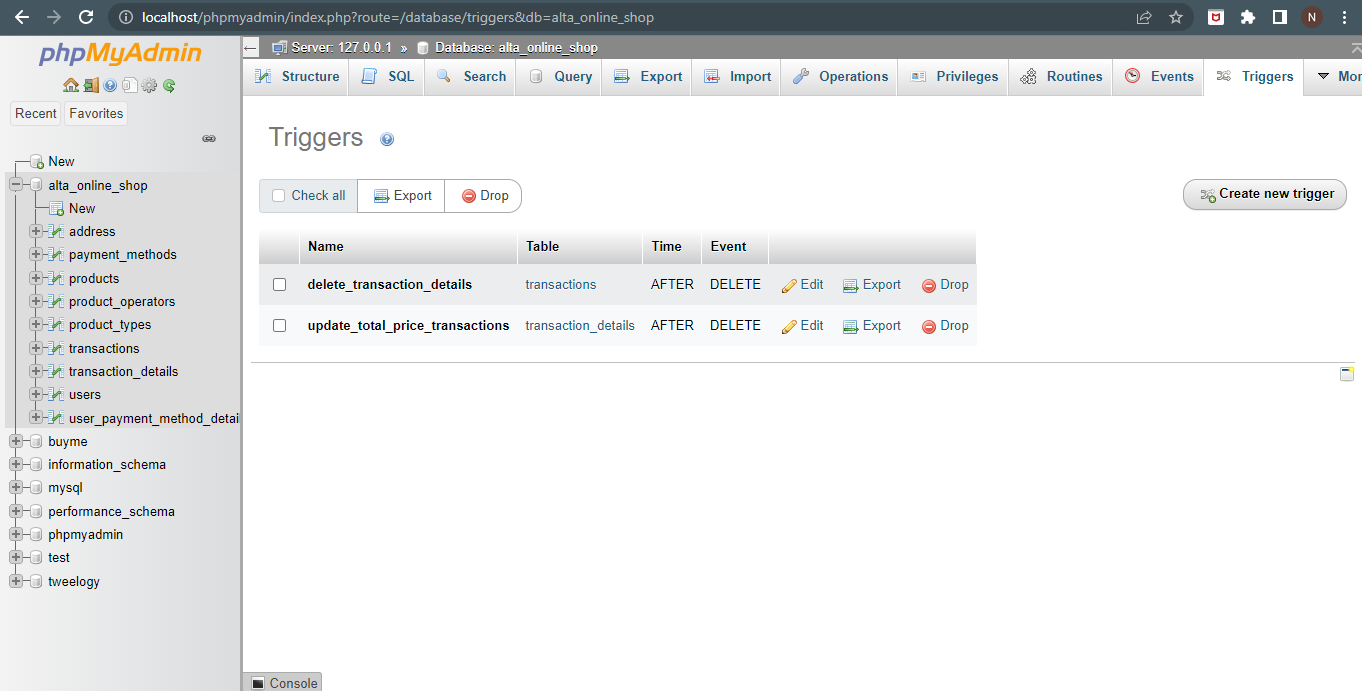 localhost/phpmyadmin/index.php?route=/database/triggers&db=alta_online_shop
N
phpMyAdmin
Recent
Favorites
New
alta_online_shop
New
address
payment_methods
products
product_operators
product_types
transactions
transaction_details
users
user_payment_method_detai
buyme
information_schema
mysql
performance_schema
phpmyadmin
test
tweelogy
Server: 127.0.0.1 » Database: alta_online_shop
Structure SQL Search Query Export Import Operations Privileges Routines Events Triggers Mor
Triggers
Check all Export Drop
Create new trigger
Name Table Time Event
delete_transaction_details transactions AFTER DELETE Edit Export Drop
update_total_price_transactions transaction_details AFTER DELETE Edit Export Drop
Console